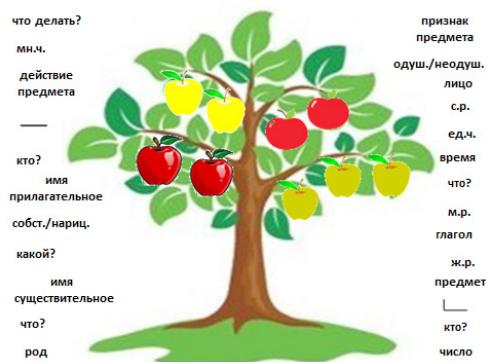 что делать?
мн.ч.
действие
предмета
кто?
имя
прилагательное
собст./нариц.
какой?
имя
существительное
что?
род
признак
предмета
одуш./неодуш.
лицо
с.р.
ед.ч.
время
что?
м.р.
глагол
ж.р.
предмет
кто?
число